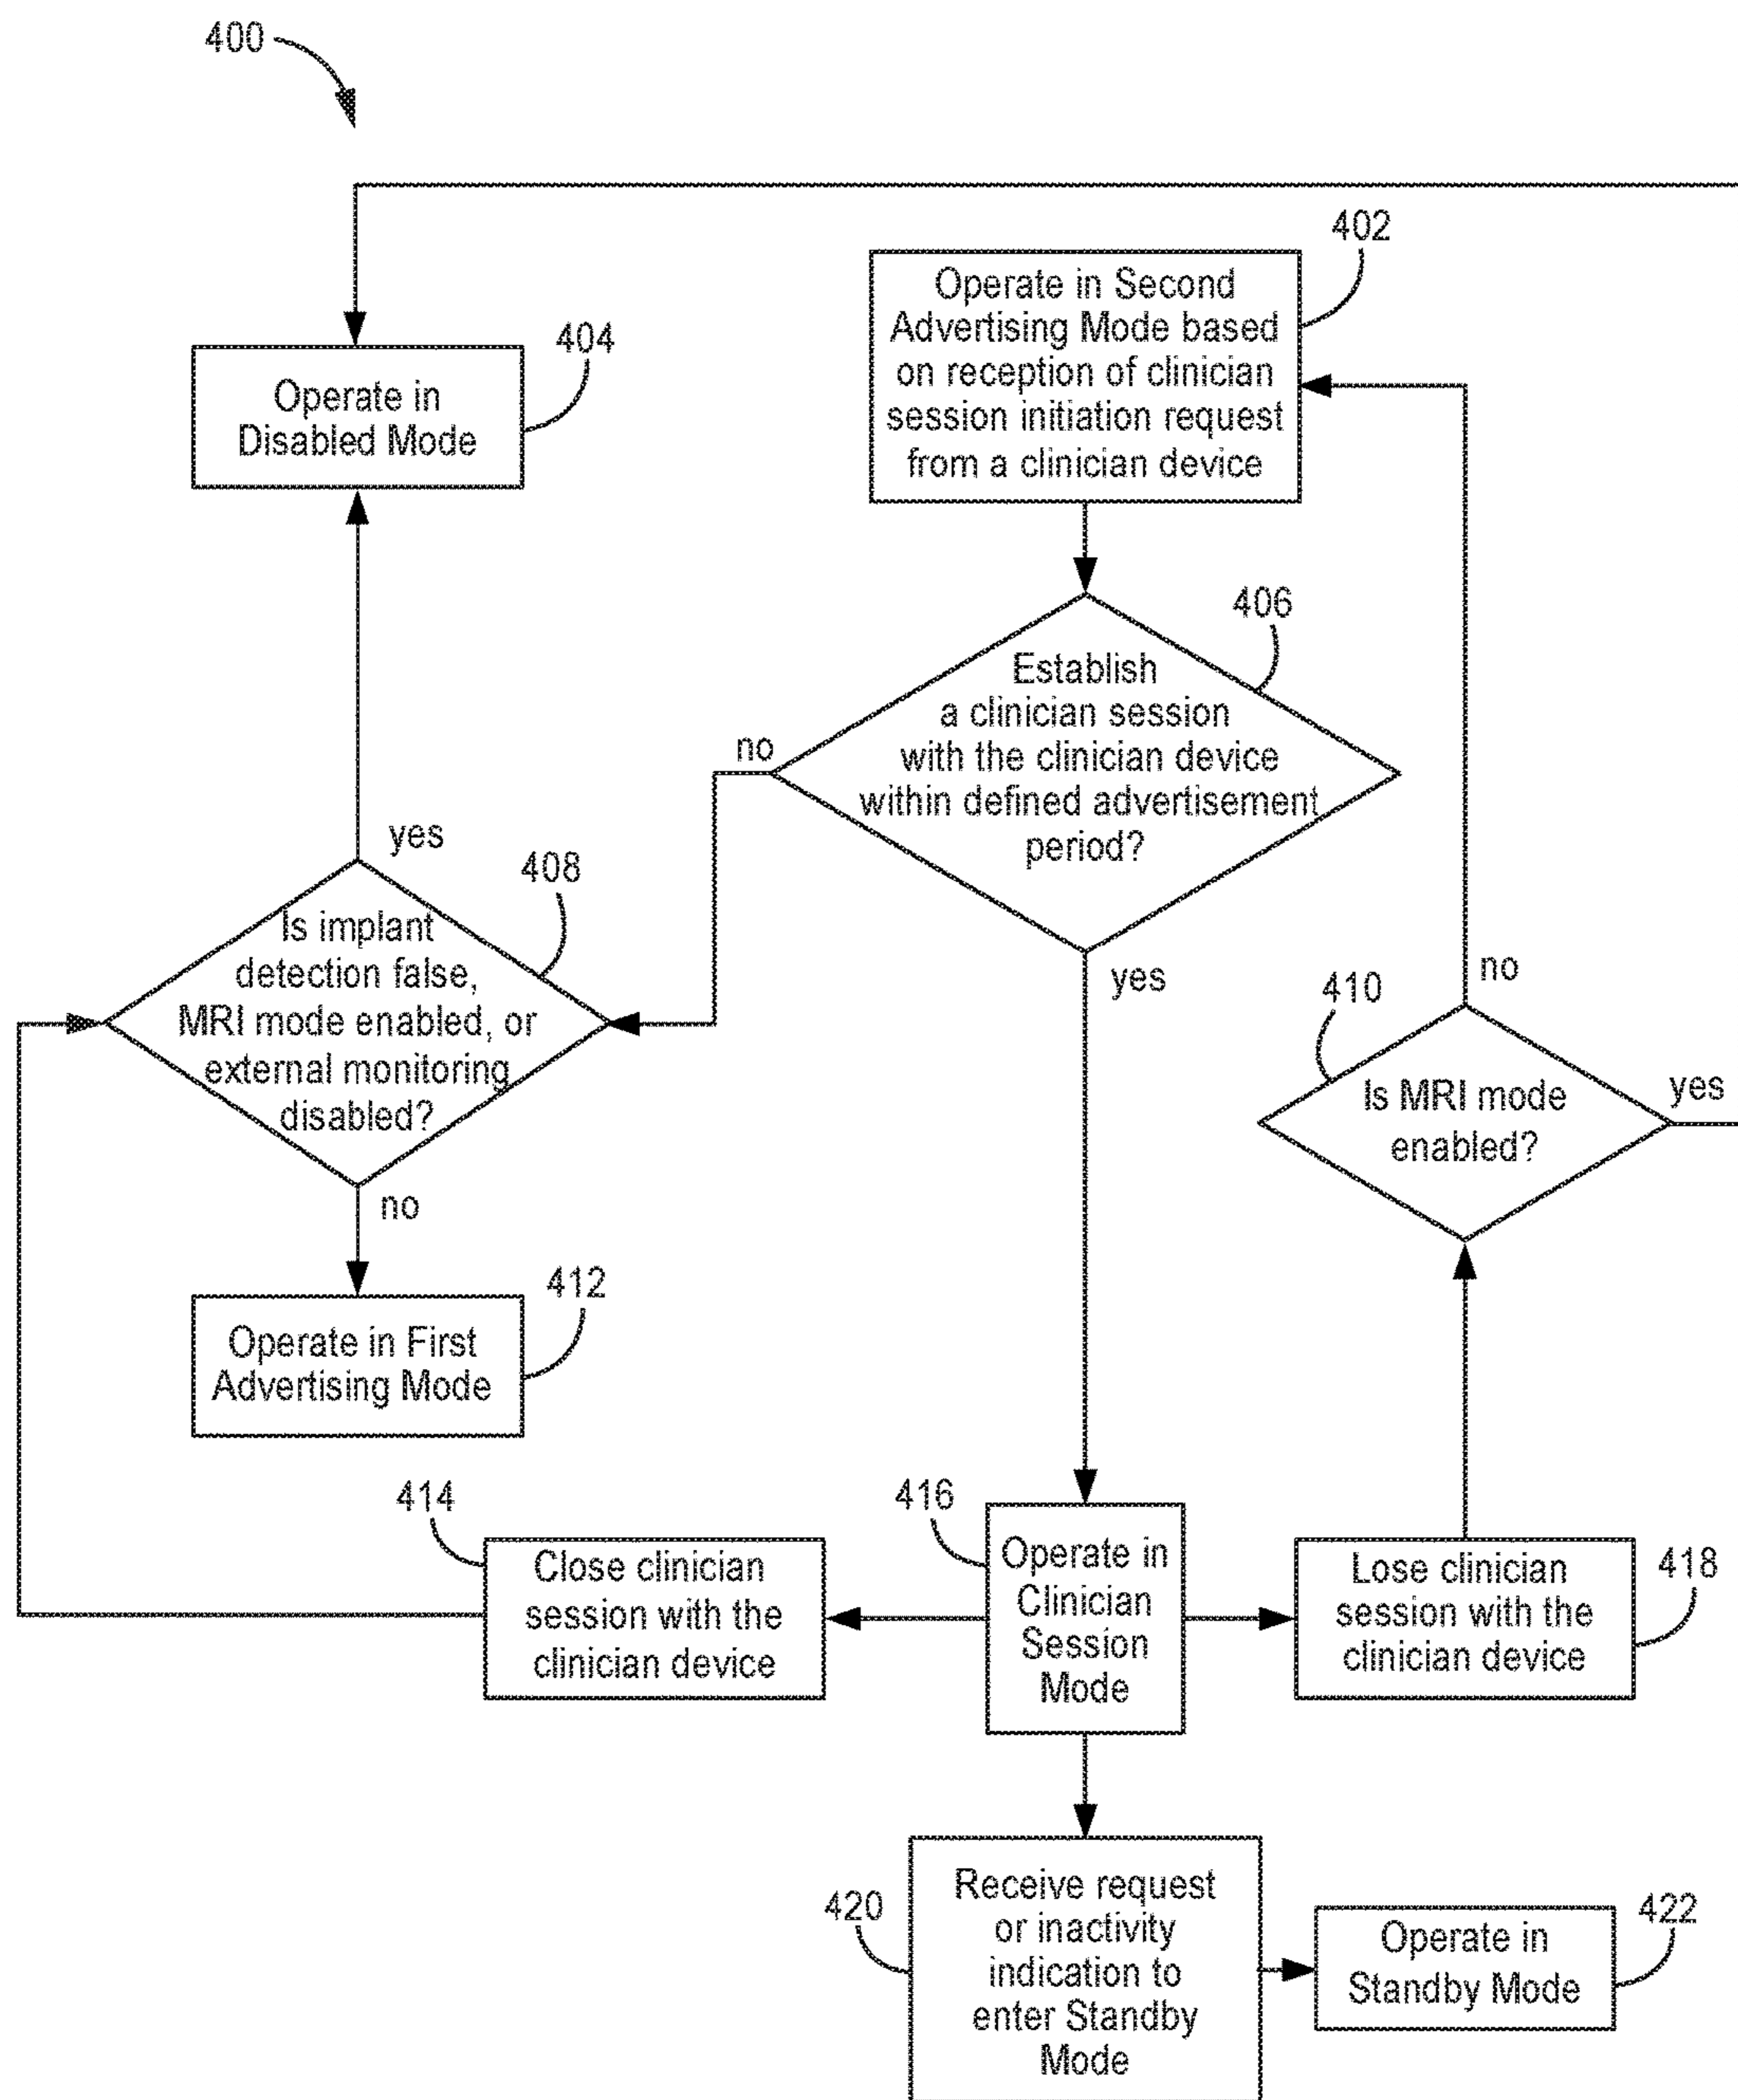 400
402
Operate in Second
Advertising Mode based
on reception of clinician
session initiation request
from a clinician device
404
Operate in
Disabled Mode
406
Establish
a clinician session
with the clinician device
within defined advertisement
period?
no
yes
yes
408
Is implant
detection false,
MRI mode enabled, or
external monitoring
disabled?
no
410
no
Is MRI mode
enabled?
yes
412
Operate in First
Advertising Mode
414
Close clinician
session with the
clinician device
416
Operate in
Clinician
Session
Mode
418
Lose clinician
session with the
clinician device
420
Receive request
or inactivity
indication to
enter Standby
Mode
422
Operate in
Standby Mode